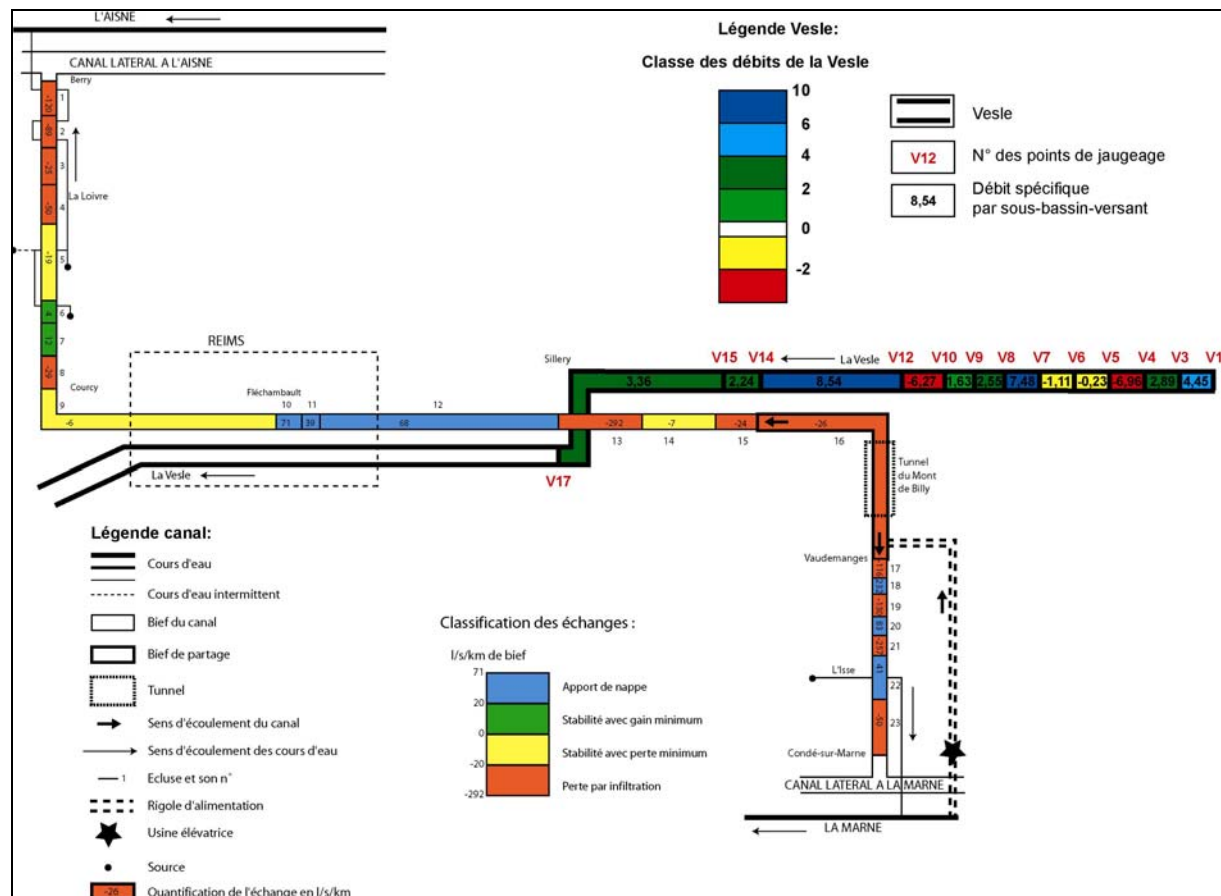 L'AISNE
CANAL LATERAL A L'AISNE
Berry
-120
1
-89
2
-25
3
La Loivre
-50
4
-19
5
4
6
12
7
-29
8
Courcy
9
-6
REIMS
Fléchambault
10
11
12
71
39
68
Sillery
-292
-7
-24
-26
13
14
15
16
La Vesle
V17
V15
V14
La Vesle
V12
V10
V9
V8
V7
V6
V5
V4
V3
V1
3,36
2,24
8,54
-6,27
1,63
2,55
7,48
-1,11
-0,23
-6,96
2,89
4,45
Légende Vesle:
Classe des débits de la Vesle
10
6
4
2
0
-2
Vesle
V12
N° des points de jaugeage
8,54
Débit spécifique
par sous-bassin-versant
Tunnel
du Mont
de Billy
Vaudemanges
-116
17
18
19
20
21
41
22
-50
23
L'Isse
Condé-sur-Marne
CANAL LATERAL A LA MARNE
LA MARNE
Légende canal:
Cours d'eau
Cours d'eau intermittent
Bief du canal
Bief de partage
Tunnel
Sens d'écoulement du canal
Sens d'écoulement des cours d'eau
1
Ecluse et son n°
Rigole d'alimentation
Usine élévatrice
Source
-26
Quantification de l'échange en l/s/km
Classification des échanges :
l/s/km de bief
71
20
0
-20
-292
Apport de nappe
Stabilité avec gain minimum
Stabilité avec perte minimum
Perte par infiltration